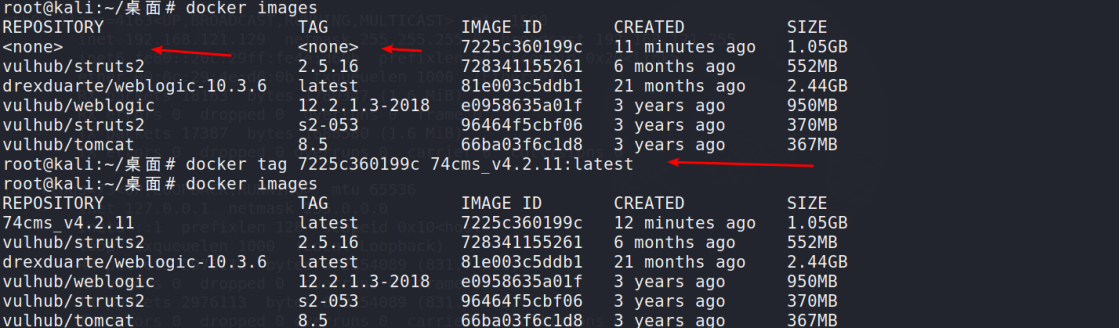 root@kali:~/桌面# docker images
REPOSITORY TAG IMAGE ID CREATED SIZE
<none> <none> 7225c360199c 11 minutes ago 1.05GB
vulhub/struts2 2.5.16 728341155261 6 months ago 552MB
drexduarte/weblogic-10.3.6 latest 81e003c5ddb1 21 months ago 2.44GB
vulhub/weblogic 12.2.1.3-2018 e0958635a01f 3 years ago 950MB
vulhub/struts2 s2-053 96464f5cbf06 3 years ago 370MB
vulhub/tomcat 8.5 66ba03f6c1d8 3 years ago 367MB
root@kali:~/桌面# docker tag 7225c360199c 74cms_v4.2.11:latest
root@kali:~/桌面# docker images
REPOSITORY TAG IMAGE ID CREATED SIZE
74cms_v4.2.11 latest 7225c360199c 12 minutes ago 1.05GB
vulhub/struts2 2.5.16 728341155261 6 months ago 552MB
drexduarte/weblogic-10.3.6 latest 81e003c5ddb1 21 months ago 2.44GB
vulhub/weblogic 12.2.1.3-2018 e0958635a01f 3 years ago 950MB
vulhub/struts2 s2-053 96464f5cbf06 3 years ago 370MB
vulhub/tomcat 8.5 66ba03f6c1d8 3 years ago 367MB